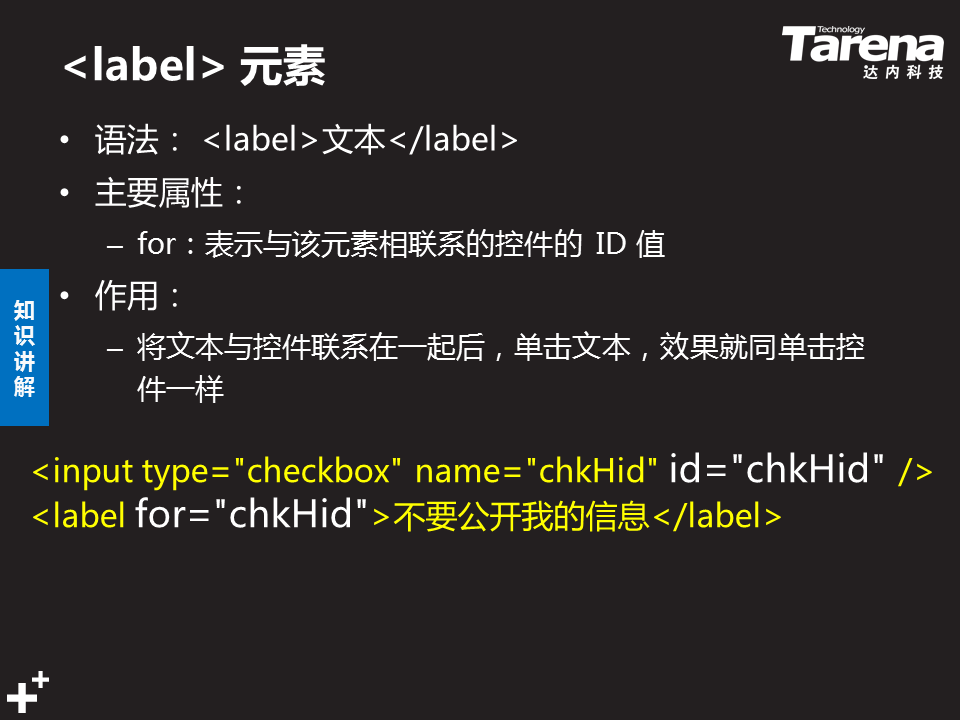 <label> 元素
Technology
Tarena
达内科技
• 语法： <label>文本</label>
• 主要属性：
– for：表示与该元素相联系的控件的 ID 值
• 作用：
– 将文本与控件联系在一起后，单击文本，效果就同单击控
件一样
知
识
讲
解
<input type="checkbox" name="chkHid" id="chkHid" />
<label for="chkHid">不要公开我的信息</label>